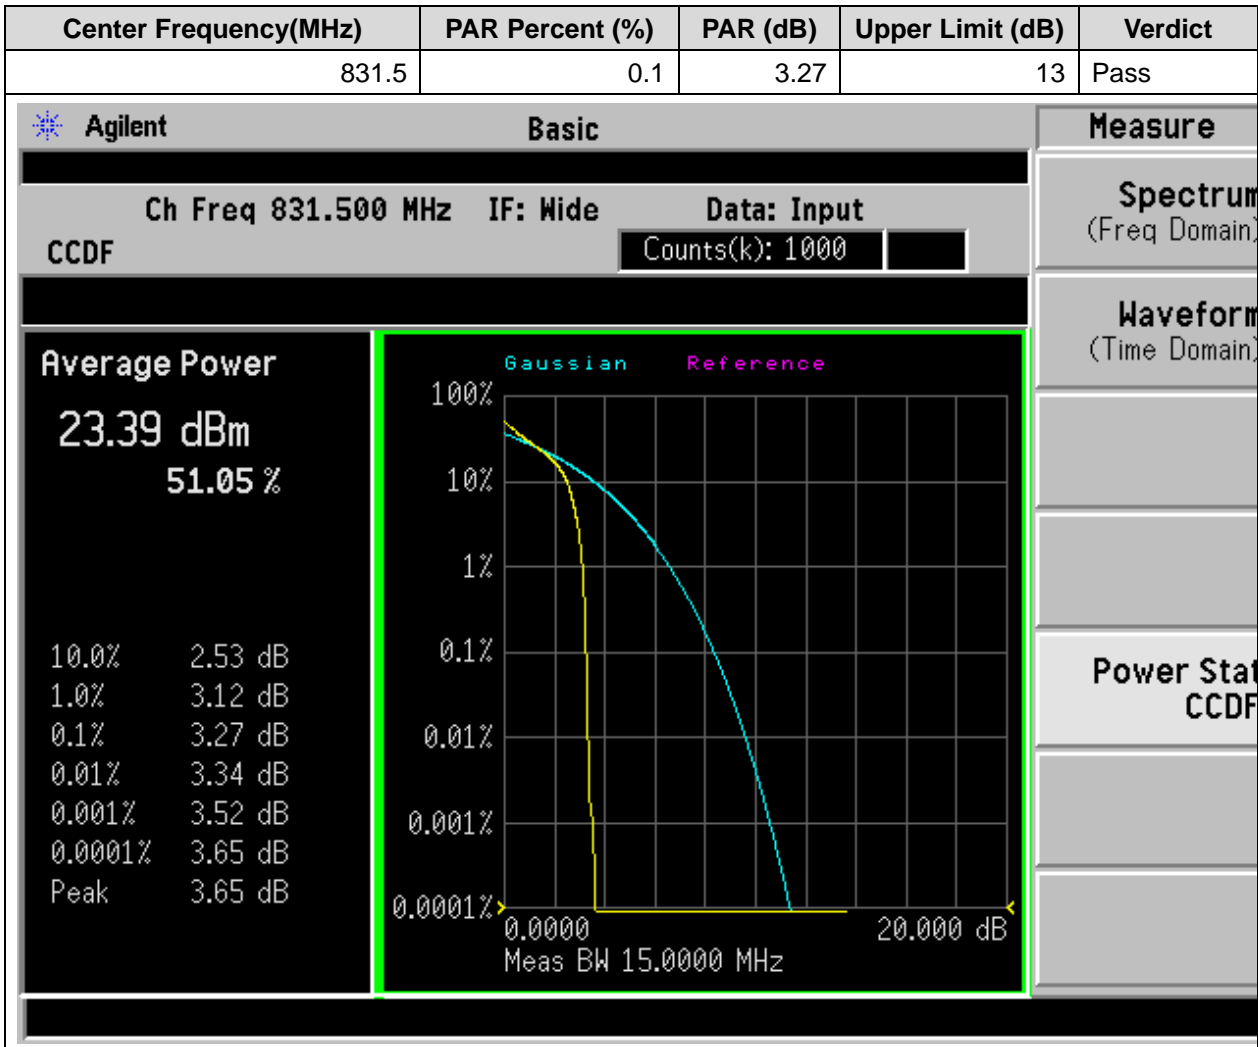 Center Frequency(MHz) PAR Percent (%) PAR (dB) Upper Limit (dB) Verdict
831.5 0.1 3.27 13 Pass
Agilent Basic Measure
Ch Freq 831.500 MHz IF: Wide Data: Input
CCDF Counts(k): 1000
Average Power
23.39 dBm
51.05 %
10.0% 2.53 dB
1.0% 3.12 dB
0.1% 3.27 dB
0.01% 3.34 dB
0.001% 3.52 dB
0.0001% 3.65 dB
Peak 3.65 dB
Gaussian Reference
100%
10%
1%
0.1%
0.01%
0.001%
0.0001%
0.0000 20.000 dB
Meas BW 15.0000 MHz
Spectrum
(Freq Domain)
Waveform
(Time Domain)
Power Stat
CCDF